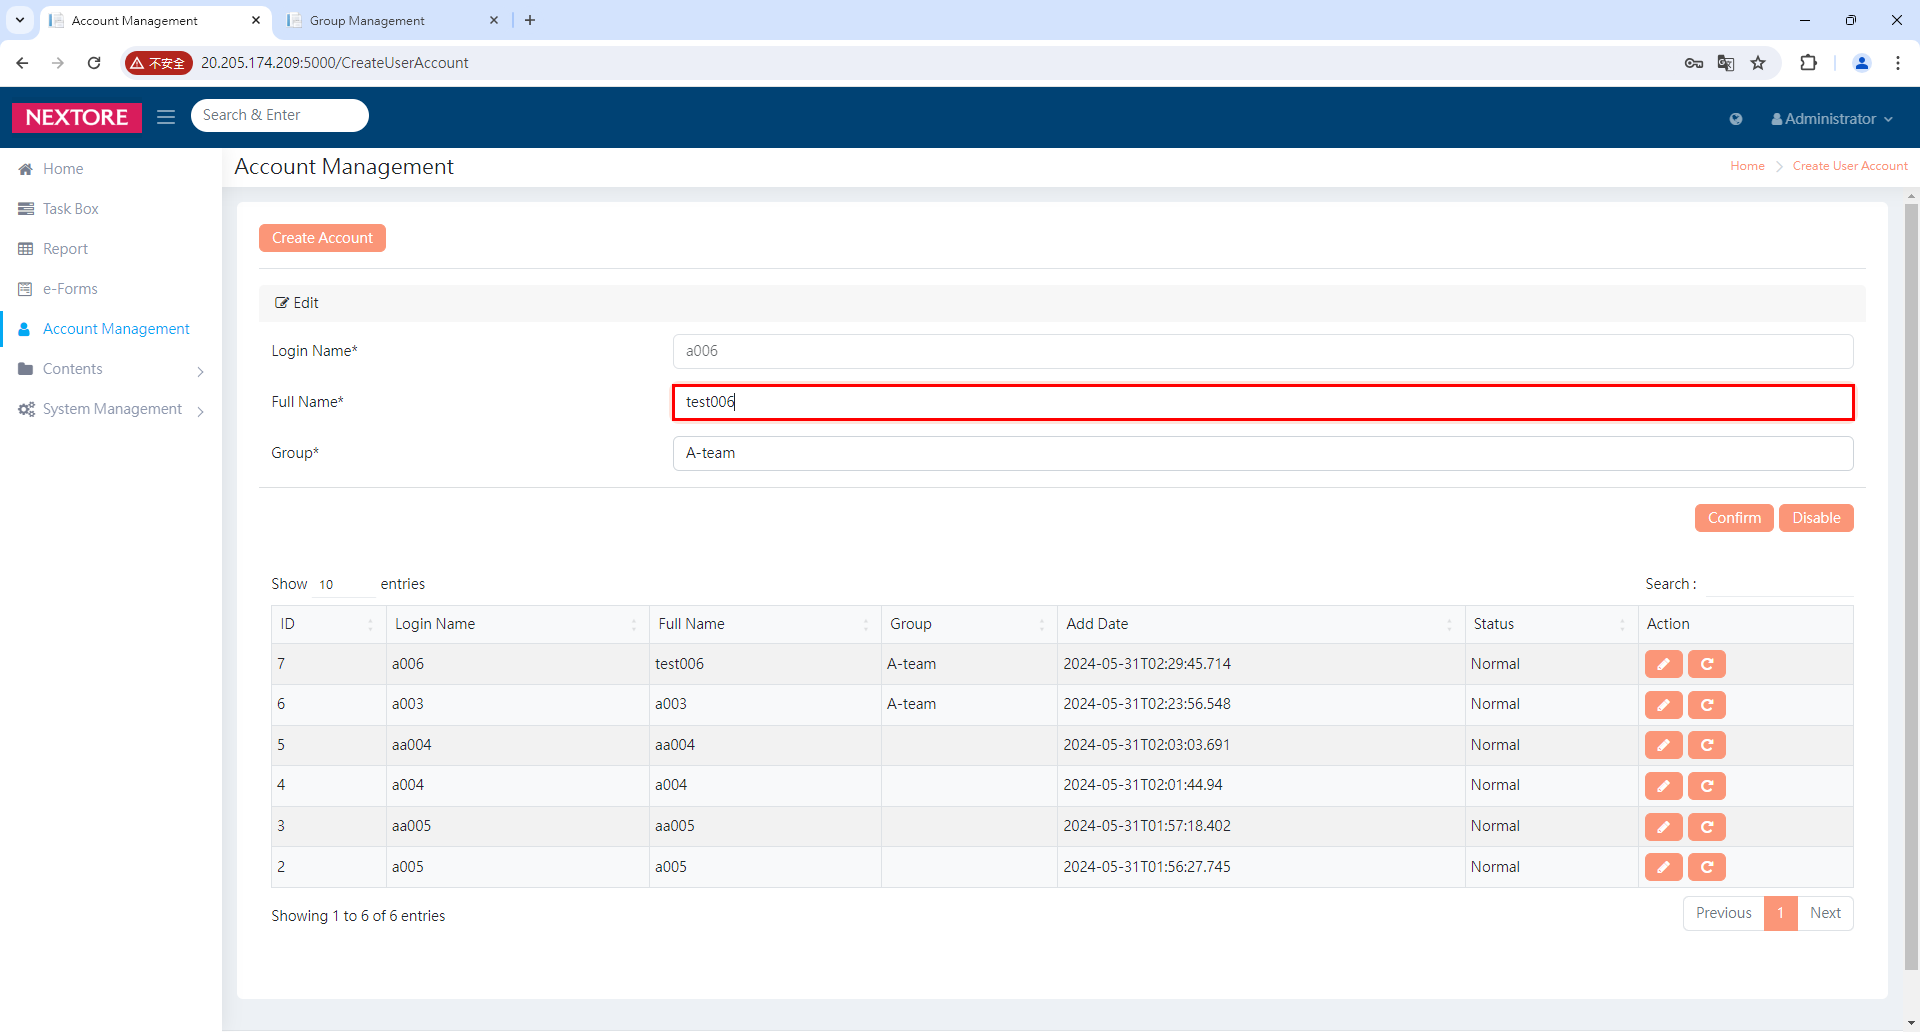 Account Management
Group Management
不安全
20.205.174.209:5000/CreateUserAccount
NEXTORE
Search & Enter
Administrator
Home
Task Box
Report
e-Forms
Account Management
Contents
System Management
Account Management
Home
Create User Account
Create Account
Edit
Login Name*
a006
Full Name*
test006
Group*
A-team
Confirm
Disable
Show 10 entries
Search :
ID Login Name Full Name Group Add Date Status Action
7 a006 test006 A-team 2024-05-31T02:29:45.714 Normal
6 a003 a003 A-team 2024-05-31T02:23:56.548 Normal
5 aa004 aa004 2024-05-31T02:03:03.691 Normal
4 a004 a004 2024-05-31T02:01:44.94 Normal
3 aa005 aa005 2024-05-31T01:57:18.402 Normal
2 a005 a005 2024-05-31T01:56:27.745 Normal
Showing 1 to 6 of 6 entries
Previous 1 Next